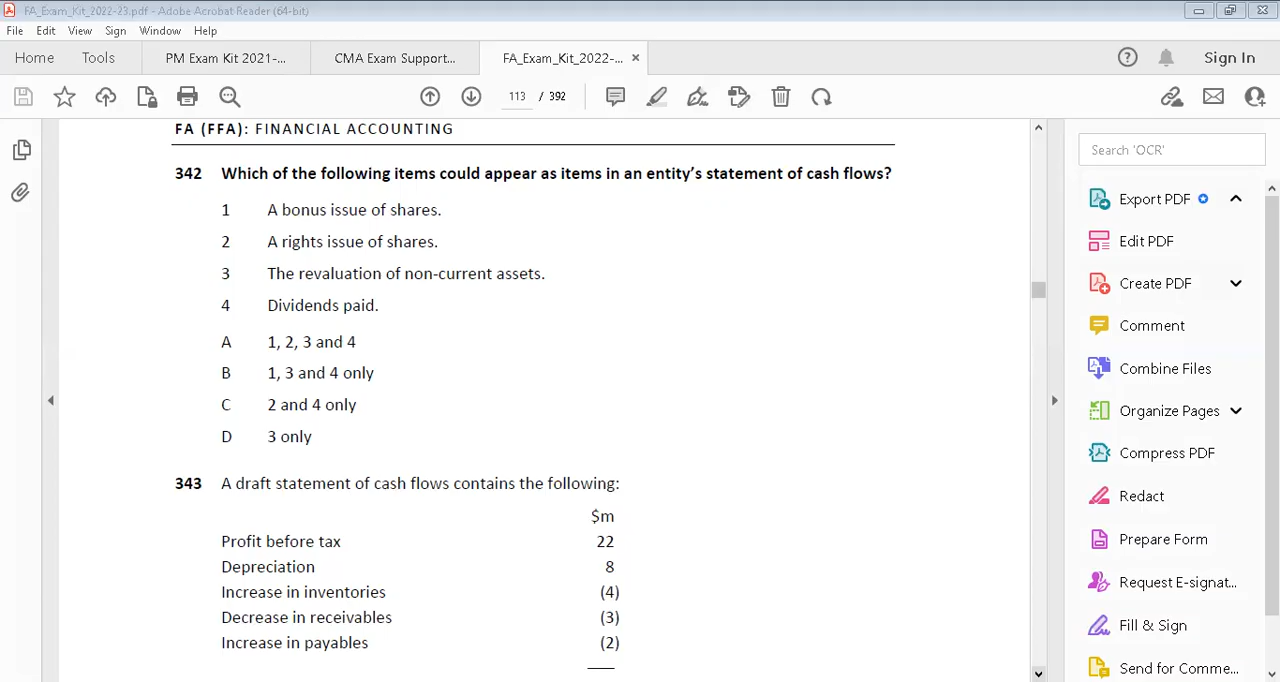 FA_Exam_Kit_2022-23.pdf - Adobe Acrobat Reader (64-bit)
File Edit View Sign Window Help
Home Tools PM Exam Kit 2021-... CMA Exam Support... FA_Exam_Kit_2022-... × Sign In
113 / 392
FA (FFA): FINANCIAL ACCOUNTING
342 Which of the following items could appear as items in an entity's statement of cash flows?
1 A bonus issue of shares.
2 A rights issue of shares.
3 The revaluation of non-current assets.
4 Dividends paid.
A 1, 2, 3 and 4
B 1, 3 and 4 only
C 2 and 4 only
D 3 only
343 A draft statement of cash flows contains the following:
$m
Profit before tax 22
Depreciation 8
Increase in inventories (4)
Decrease in receivables (3)
Increase in payables (2)
Search 'OCR'
Export PDF
Edit PDF
Create PDF
Comment
Combine Files
Organize Pages
Compress PDF
Redact
Prepare Form
Request E-signat...
Fill & Sign
Send for Comme...